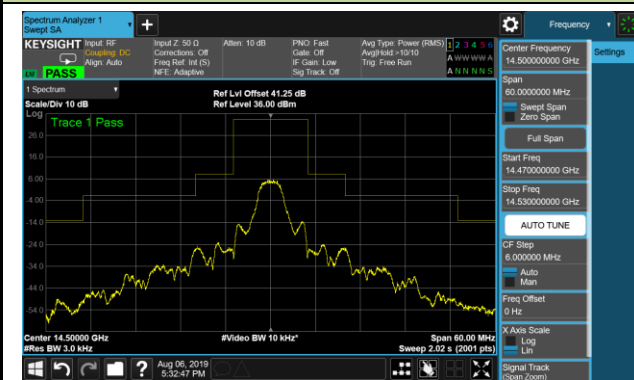 Spectrum Analyzer 1
Swept SA
Frequency
KEYSIGHT Input: RF
Coupling: DC
Align: Auto
Input Z: 50 Ω
Corrections: Off
Freq Ref: Int (S)
NFE: Adaptive
Atten: 10 dB
PNO: Fast
Gate: Off
IF Gain: Low
Sig Track: Off
Avg Type: Power (RMS)
Avg|Hold:>10/10
Trig: Free Run
1 2 3 4 5 6
A W W W W A
A N N N N S
PASS
1 Spectrum
Scale/Div 10 dB
Ref Lvl Offset 41.25 dB
Ref Level 36.00 dBm
Log
Trace 1 Pass
26.0
16.0
6.00
-4.00
-14.0
-24.0
-34.0
-44.0
-54.0
Center 14.50000 GHz
#Res BW 3.0 kHz
#Video BW 10 kHz*
Span 60.00 MHz
Sweep 2.02 s (2001 pts)
Aug 06, 2019
5:32:47 PM
Center Frequency
14.500000000 GHz
Settings
Span
60.0000000 MHz
Swept Span
Zero Span
Full Span
Start Freq
14.470000000 GHz
Stop Freq
14.530000000 GHz
AUTO TUNE
CF Step
6.000000 MHz
Auto
Man
Freq Offset
0 Hz
X Axis Scale
Log
Lin
Signal Track
(Span Zoom)